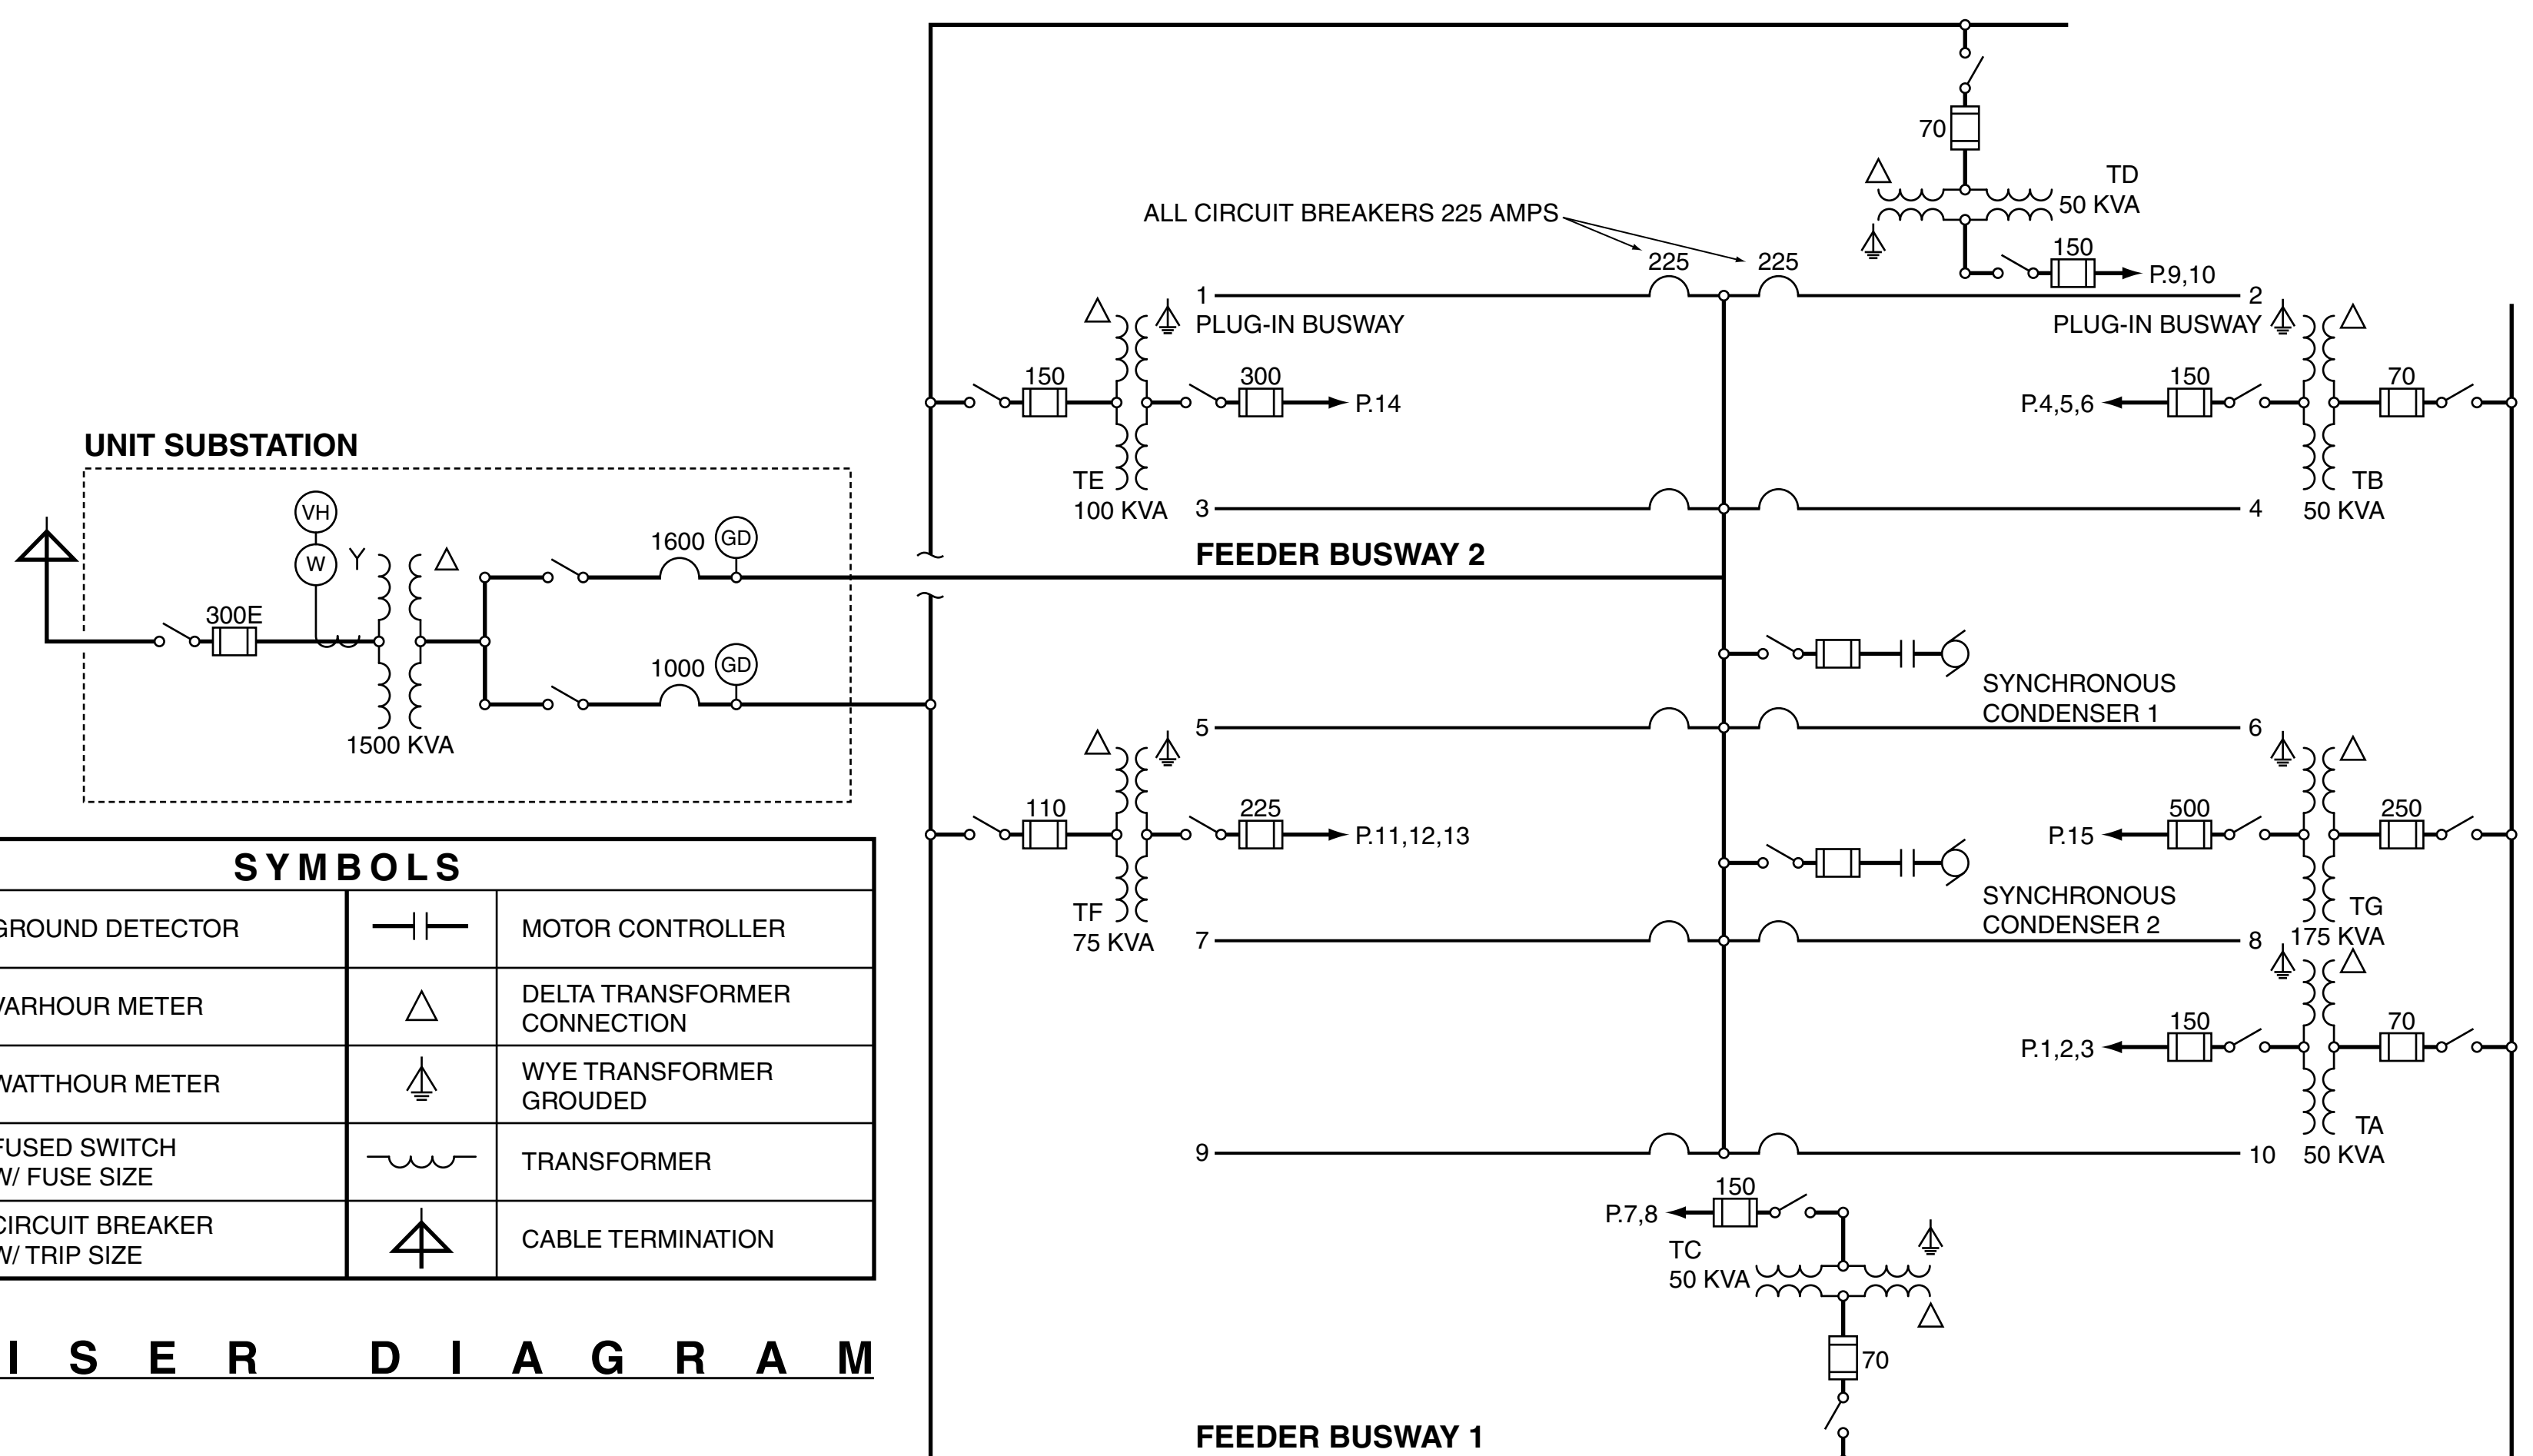 70
TD
50 KVA
ALL CIRCUIT BREAKERS 225 AMPS
225
225
150
P.9,10
1
2
PLUG-IN BUSWAY
PLUG-IN BUSWAY
150
300
P.14
150
70
P.4,5,6
TE
100 KVA
TB
50 KVA
3
4
UNIT SUBSTATION
VH
W
Y
300E
1600
GD
1000
GD
1500 KVA
FEEDER BUSWAY 2
SYNCHRONOUS
CONDENSER 1
5
6
110
225
P.11,12,13
500
250
P.15
TF
75 KVA
SYNCHRONOUS
CONDENSER 2
TG
175 KVA
7
8
150
70
P.1,2,3
TA
50 KVA
9
10
150
P.7,8
TC
50 KVA
70
FEEDER BUSWAY 1
SYMBOLS
GROUND DETECTOR
MOTOR CONTROLLER
VARHOUR METER
DELTA TRANSFORMER
CONNECTION
WATTHOUR METER
WYE TRANSFORMER
GROUDED
FUSED SWITCH
W/ FUSE SIZE
TRANSFORMER
CIRCUIT BREAKER
W/ TRIP SIZE
CABLE TERMINATION
ISER DIAGRAM